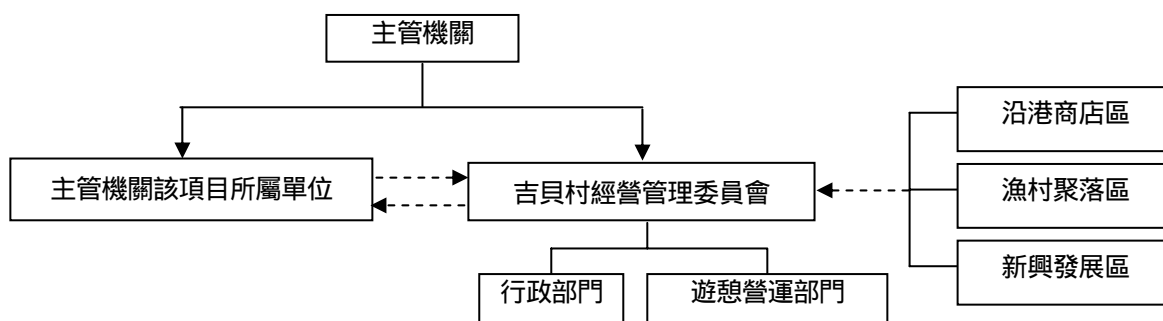 主管機關
沿港商店區
主管機關該項目所屬單位
吉貝村經營管理委員會
漁村聚落區
新興發展區
行政部門
遊憩營運部門